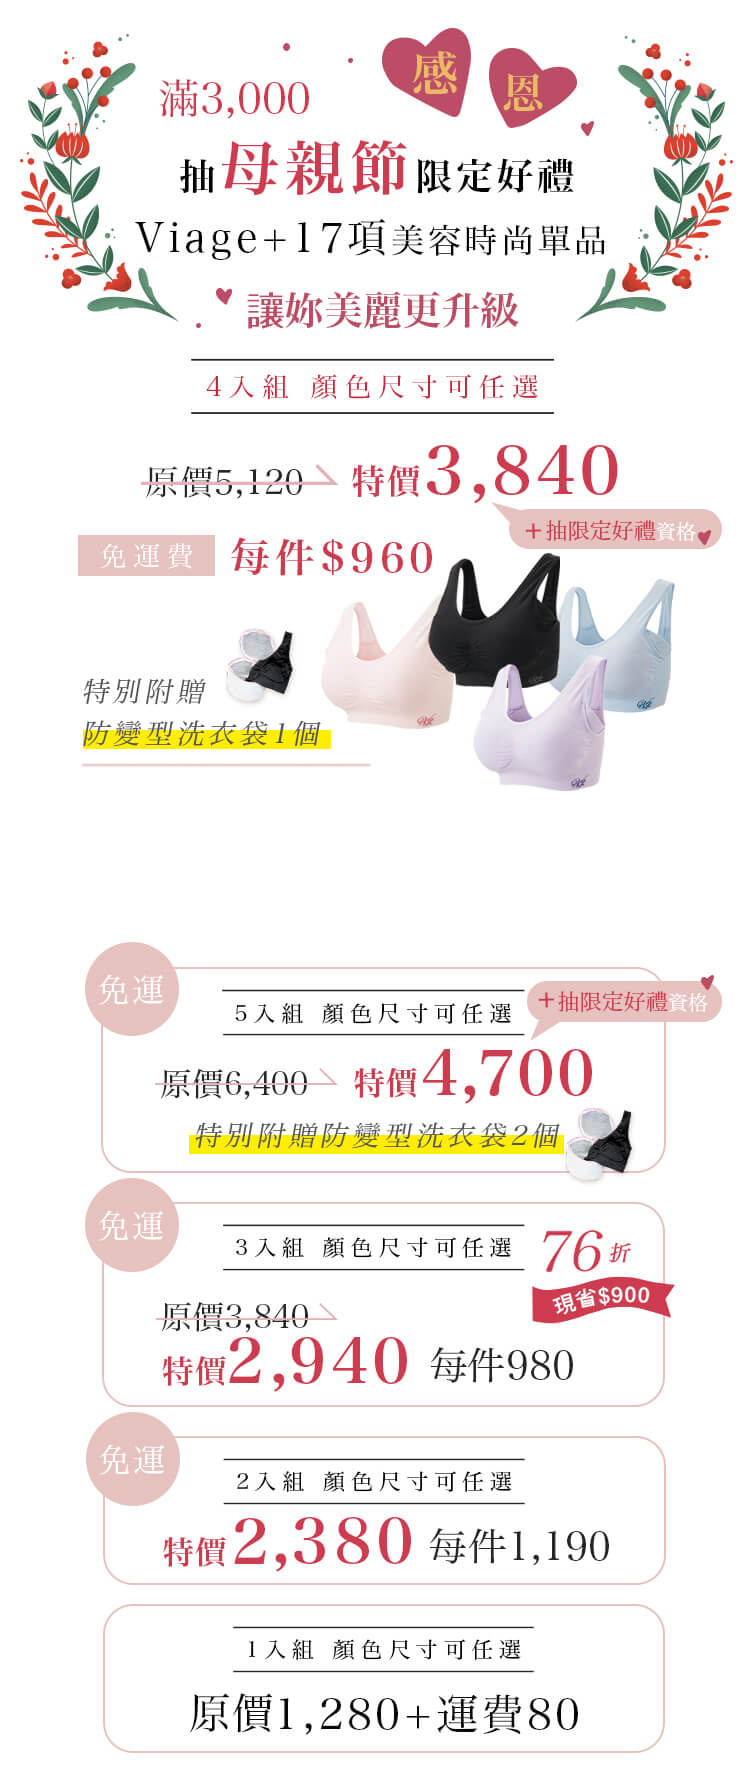 感恩
滿3,000
抽母親節限定好禮
Viage+17項美容時尚單品
讓妳美麗更升級
4入組 顏色尺寸可任選
原價5,120 特價3,840
+抽限定好禮資格
免運費 每件$960
特別附贈
防變型洗衣袋1個
免運
5入組 顏色尺寸可任選
+抽限定好禮資格
原價6,400 特價4,700
特別附贈防變型洗衣袋2個
免運
3入組 顏色尺寸可任選
76折
現省$900
原價3,840
特價2,940 每件980
免運
2入組 顏色尺寸可任選
特價2,380 每件1,190
1入組 顏色尺寸可任選
原價1,280+運費80